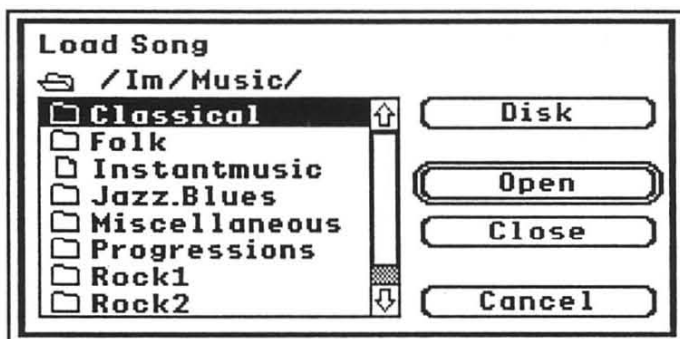 Load Song
/Im/Music/
Classical
Folk
Instantmusic
Jazz.Blues
Miscellaneous
Progressions
Rock1
Rock2
Disk
Open
Close
Cancel